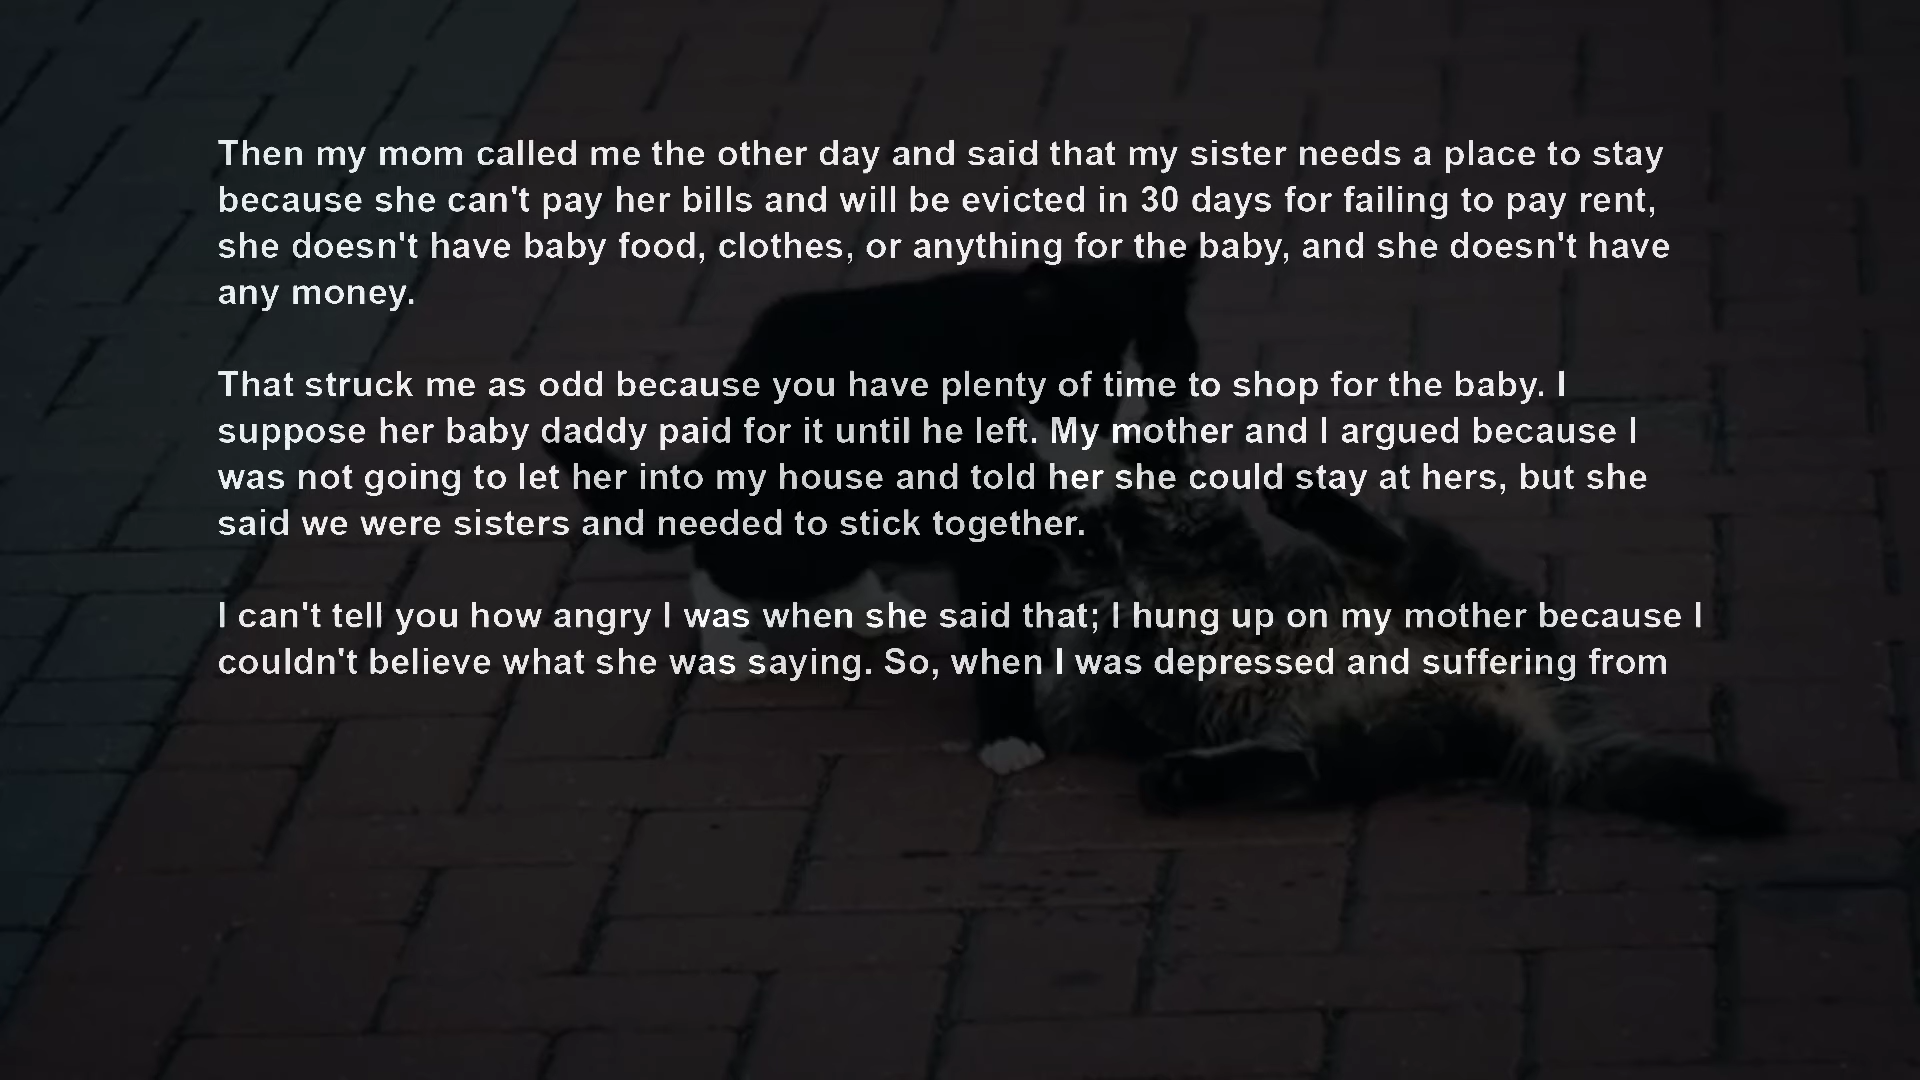 Then my mom called me the other day and said that my sister needs a place to stay
because she can't pay her bills and will be evicted in 30 days for failing to pay rent,
she doesn't have baby food, clothes, or anything for the baby, and she doesn't have
any money.
That struck me as odd because you have plenty of time to shop for the baby. I
suppose her baby daddy paid for it until he left. My mother and I argued because I
was not going to let her into my house and told her she could stay at hers, but she
said we were sisters and needed to stick together.
I can't tell you how angry I was when she said that; I hung up on my mother because I
couldn't believe what she was saying. So, when I was depressed and suffering from